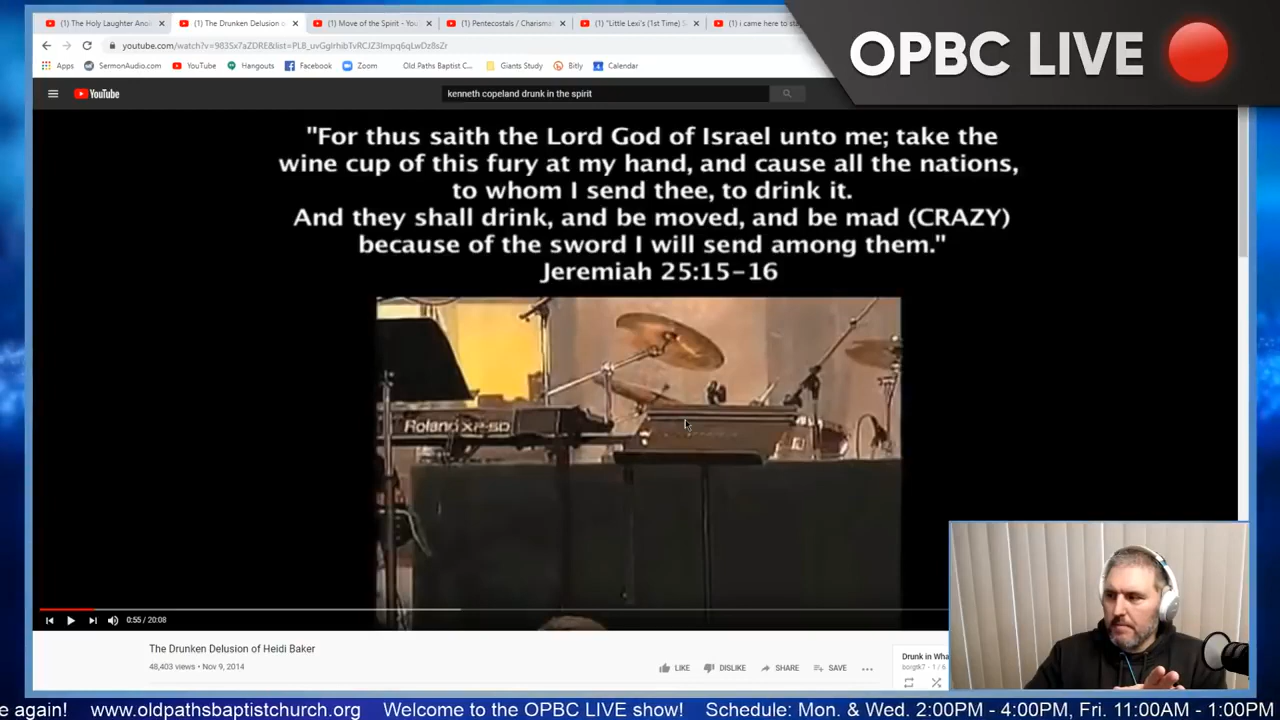 (1) The Holy Laughter Anoi
(1) The Drunken Delusion o
(1) Move of the Spirit - You
(1) Pentecostals / Charisma
(1) "Little Lexi's (1st Time) S
(1) i came here to sta
OPBC LIVE
youtube.com/watch?v=983Sx7aZDRE&list=PLB_uvGgIrhibTvRCJZ3Impq6qLwDz8sZr
Apps SermonAudio.com YouTube Hangouts Facebook Zoom Old Paths Baptist C... Giants Study Bitly Calendar
YouTube
kenneth copeland drunk in the spirit
"For thus saith the Lord God of Israel unto me; take the
wine cup of this fury at my hand, and cause all the nations,
to whom I send thee, to drink it.
And they shall drink, and be moved, and be mad (CRAZY)
because of the sword I will send among them."
Jeremiah 25:15-16
Roland XP-50
0:55 / 20:08
The Drunken Delusion of Heidi Baker
48,403 views • Nov 9, 2014
LIKE DISLIKE SHARE SAVE ...
Drunk in Wha
borgtk7 - 1 / 6
e again! www.oldpathsbaptistchurch.org Welcome to the OPBC LIVE show! Schedule: Mon. & Wed. 2:00PM - 4:00PM, Fri. 11:00AM - 1:00PM